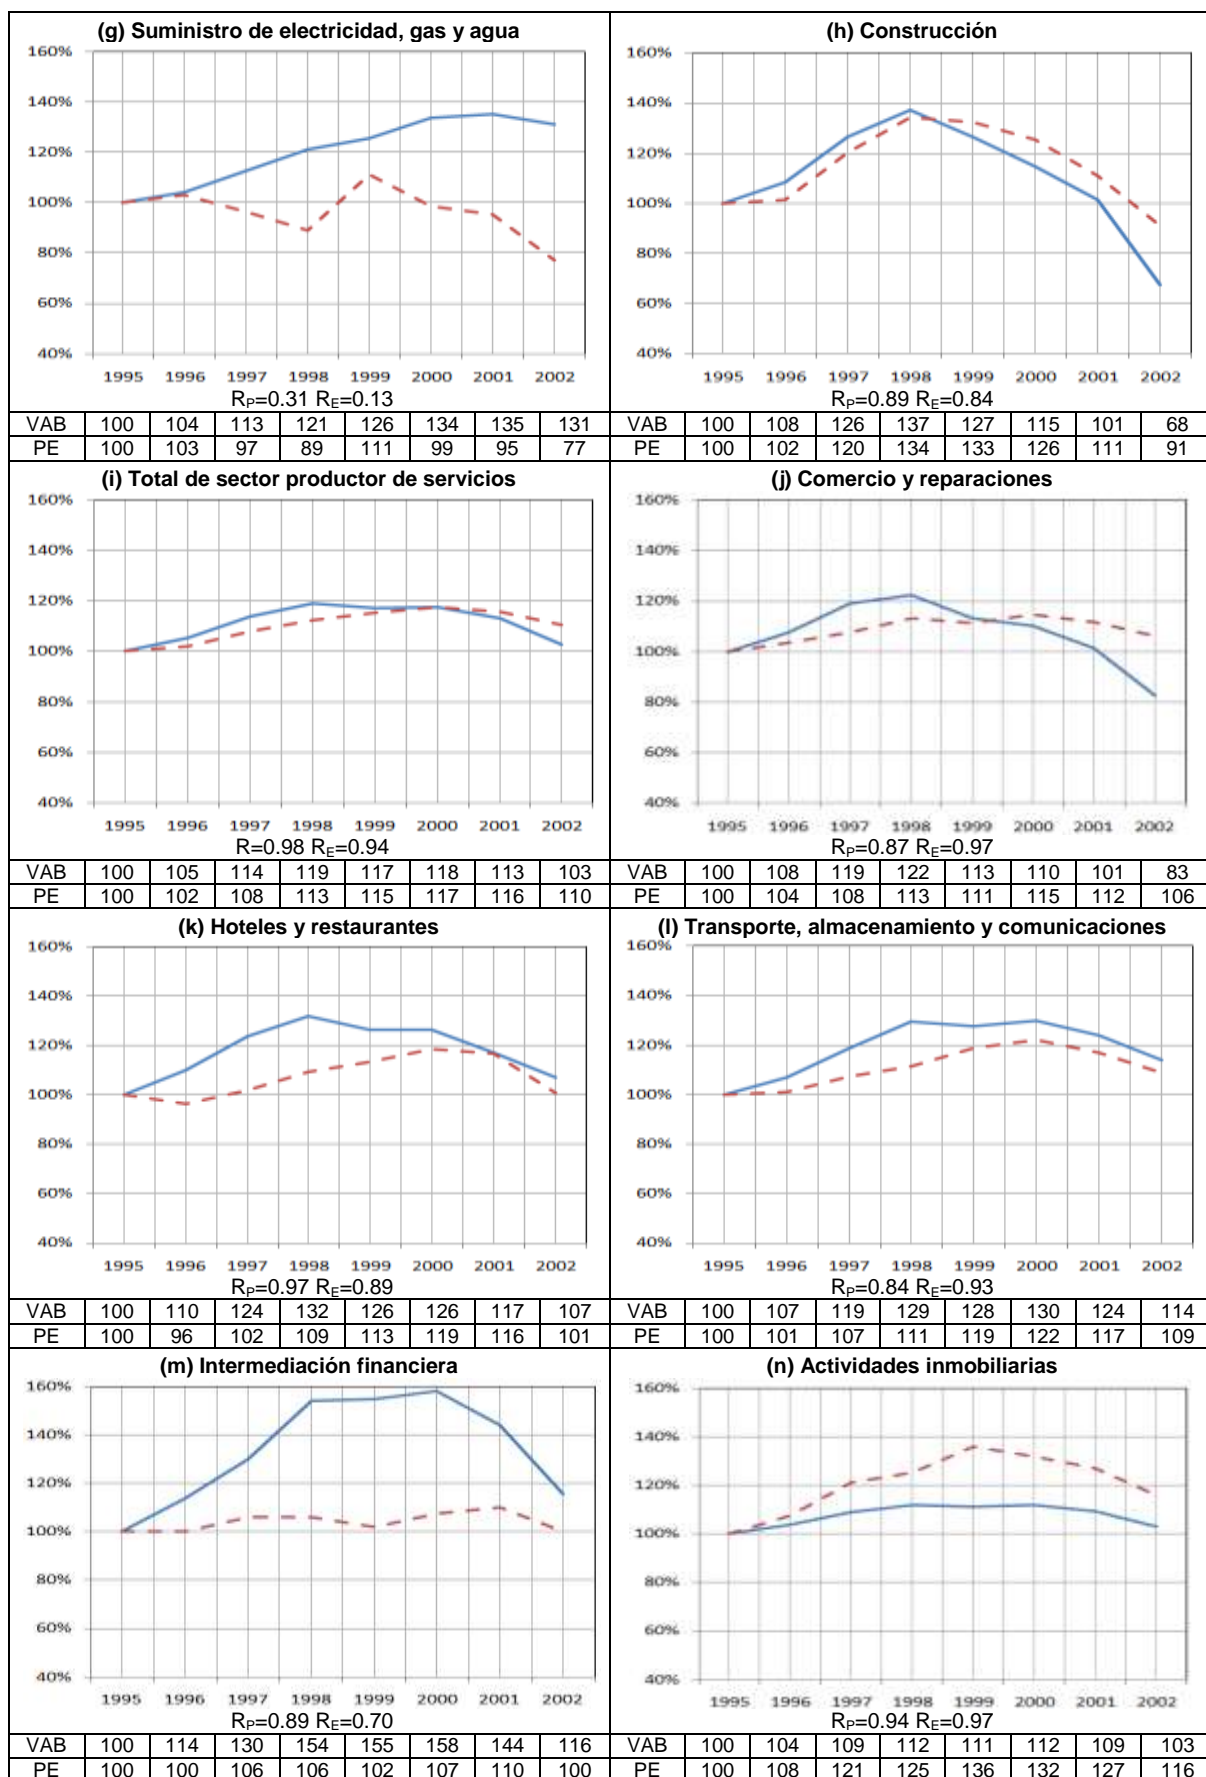 (g) Suministro de electricidad, gas y agua
160%
140%
120%
100%
80%
60%
40%
1995 1996 1997 1998 1999 2000 2001 2002
RP=0.31 RE=0.13
VAB 100 104 113 121 126 134 135 131
PE 100 103 97 89 111 99 95 77
(h) Construcción
160%
140%
120%
100%
80%
60%
40%
1995 1996 1997 1998 1999 2000 2001 2002
RP=0.89 RE=0.84
VAB 100 108 126 137 127 115 101 68
PE 100 102 120 134 133 126 111 91
(i) Total de sector productor de servicios
160%
140%
120%
100%
80%
60%
40%
1995 1996 1997 1998 1999 2000 2001 2002
R=0.98 RE=0.94
VAB 100 105 114 119 117 118 113 103
PE 100 102 108 113 115 117 116 110
(j) Comercio y reparaciones
160%
140%
120%
100%
80%
60%
40%
1995 1996 1997 1998 1999 2000 2001 2002
RP=0.87 RE=0.97
VAB 100 108 119 122 113 110 101 83
PE 100 104 108 113 111 115 112 106
(k) Hoteles y restaurantes
160%
140%
120%
100%
80%
60%
40%
1995 1996 1997 1998 1999 2000 2001 2002
RP=0.97 RE=0.89
VAB 100 110 124 132 126 126 117 107
PE 100 96 102 109 113 119 116 101
(l) Transporte, almacenamiento y comunicaciones
160%
140%
120%
100%
80%
60%
40%
1995 1996 1997 1998 1999 2000 2001 2002
RP=0.84 RE=0.93
VAB 100 107 119 129 128 130 124 114
PE 100 101 107 111 119 122 117 109
(m) Intermediación financiera
160%
140%
120%
100%
80%
60%
40%
1995 1996 1997 1998 1999 2000 2001 2002
RP=0.89 RE=0.70
VAB 100 114 130 154 155 158 144 116
PE 100 100 106 106 102 107 110 100
(n) Actividades inmobiliarias
160%
140%
120%
100%
80%
60%
40%
1995 1996 1997 1998 1999 2000 2001 2002
RP=0.94 RE=0.97
VAB 100 104 109 112 111 112 109 103
PE 100 108 121 125 136 132 127 116